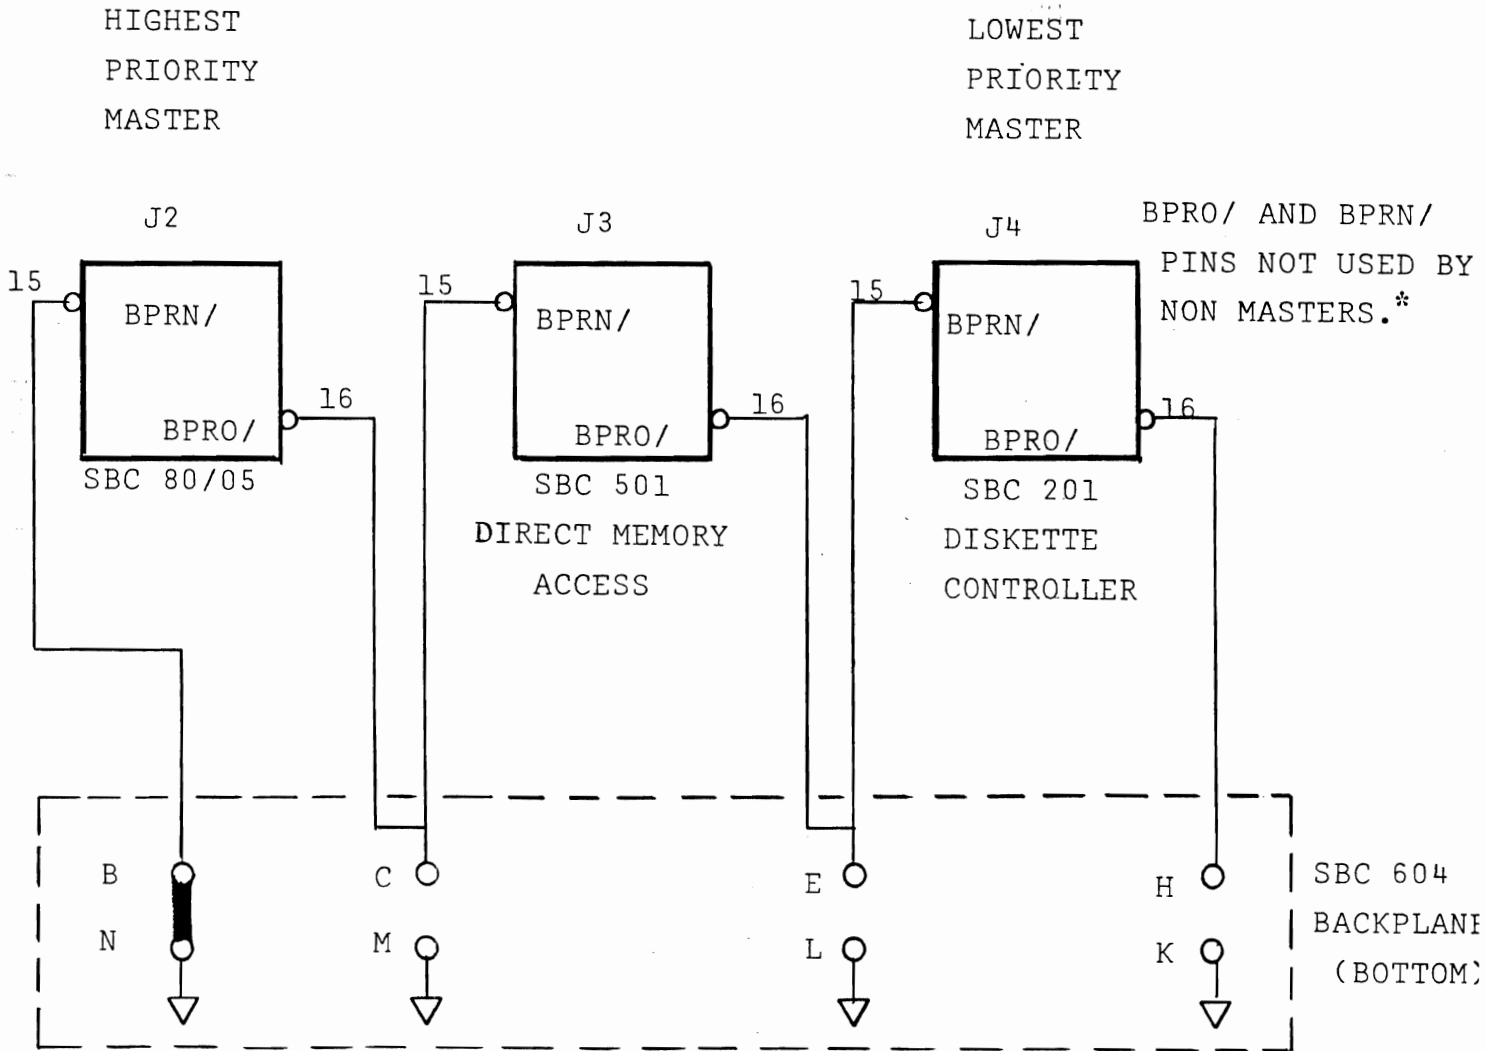 HIGHEST
PRIORITY
MASTER
LOWEST
PRIORITY
MASTER
J2
J3
J4
BPRO/ AND BPRN/
PINS NOT USED BY
NON MASTERS.*
15
BPRN/
16
BPRO/
SBC 80/05
15
BPRN/
16
BPRO/
SBC 501
DIRECT MEMORY
ACCESS
15
BPRN/
16
BPRO/
SBC 201
DISKETTE
CONTROLLER
B
N
C
M
E
L
H
K
SBC 604
BACKPLANE
(BOTTOM)